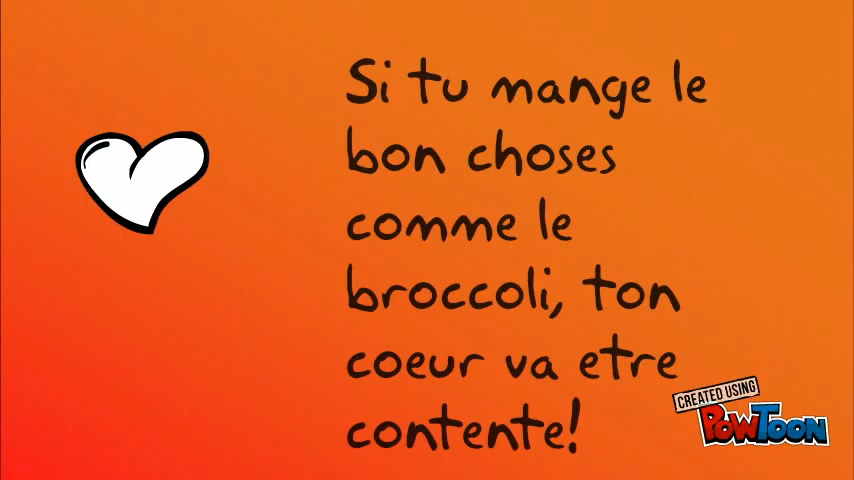 Si tu mange le
bon choses
comme le
broccoli, ton
coeur va etre
contente!
CREATED USING
POWTOON